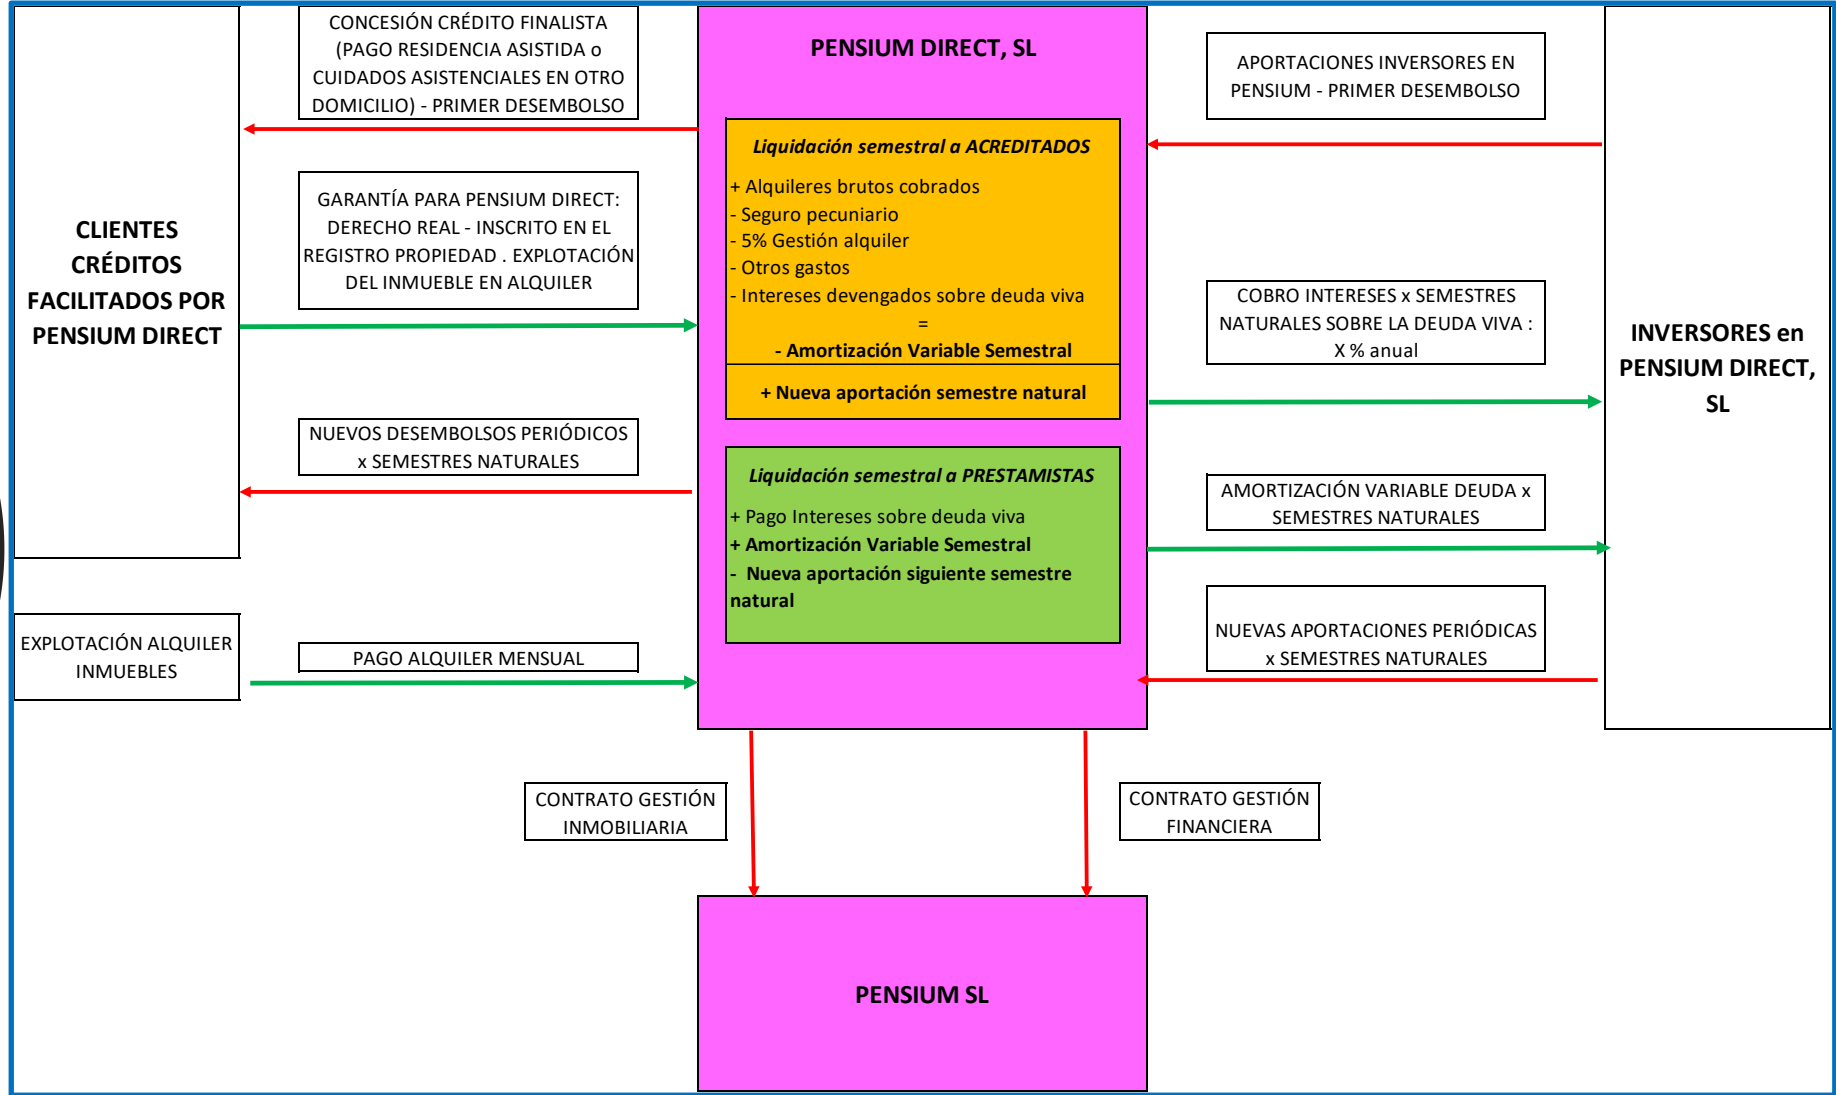 CONCESIÓN CRÉDITO FINALISTA
(PAGO RESIDENCIA ASISTIDA o
CUIDADOS ASISTENCIALES EN OTRO
DOMICILIO) - PRIMER DESEMBOLSO
PENSIUM DIRECT, SL
APORTACIONES INVERSORES EN
PENSIUM - PRIMER DESEMBOLSO
CLIENTES
CRÉDITOS
FACILITADOS POR
PENSIUM DIRECT
GARANTÍA PARA PENSIUM DIRECT:
DERECHO REAL - INSCRITO EN EL
REGISTRO PROPIEDAD . EXPLOTACIÓN
DEL INMUEBLE EN ALQUILER
Liquidación semestral a ACREDITADOS
+ Alquileres brutos cobrados
- Seguro pecuniario
- 5% Gestión alquiler
- Otros gastos
- Intereses devengados sobre deuda viva
=
- Amortización Variable Semestral
+ Nueva aportación semestre natural
COBRO INTERESES x SEMESTRES
NATURALES SOBRE LA DEUDA VIVA :
X % anual
INVERSORES en
PENSIUM DIRECT,
SL
NUEVOS DESEMBOLSOS PERIÓDICOS
x SEMESTRES NATURALES
Liquidación semestral a PRESTAMISTAS
+ Pago Intereses sobre deuda viva
+ Amortización Variable Semestral
- Nueva aportación siguiente semestre
natural
AMORTIZACIÓN VARIABLE DEUDA x
SEMESTRES NATURALES
EXPLOTACIÓN ALQUILER
INMUEBLES
PAGO ALQUILER MENSUAL
NUEVAS APORTACIONES PERIÓDICAS
x SEMESTRES NATURALES
CONTRATO GESTIÓN
INMOBILIARIA
CONTRATO GESTIÓN
FINANCIERA
PENSIUM SL